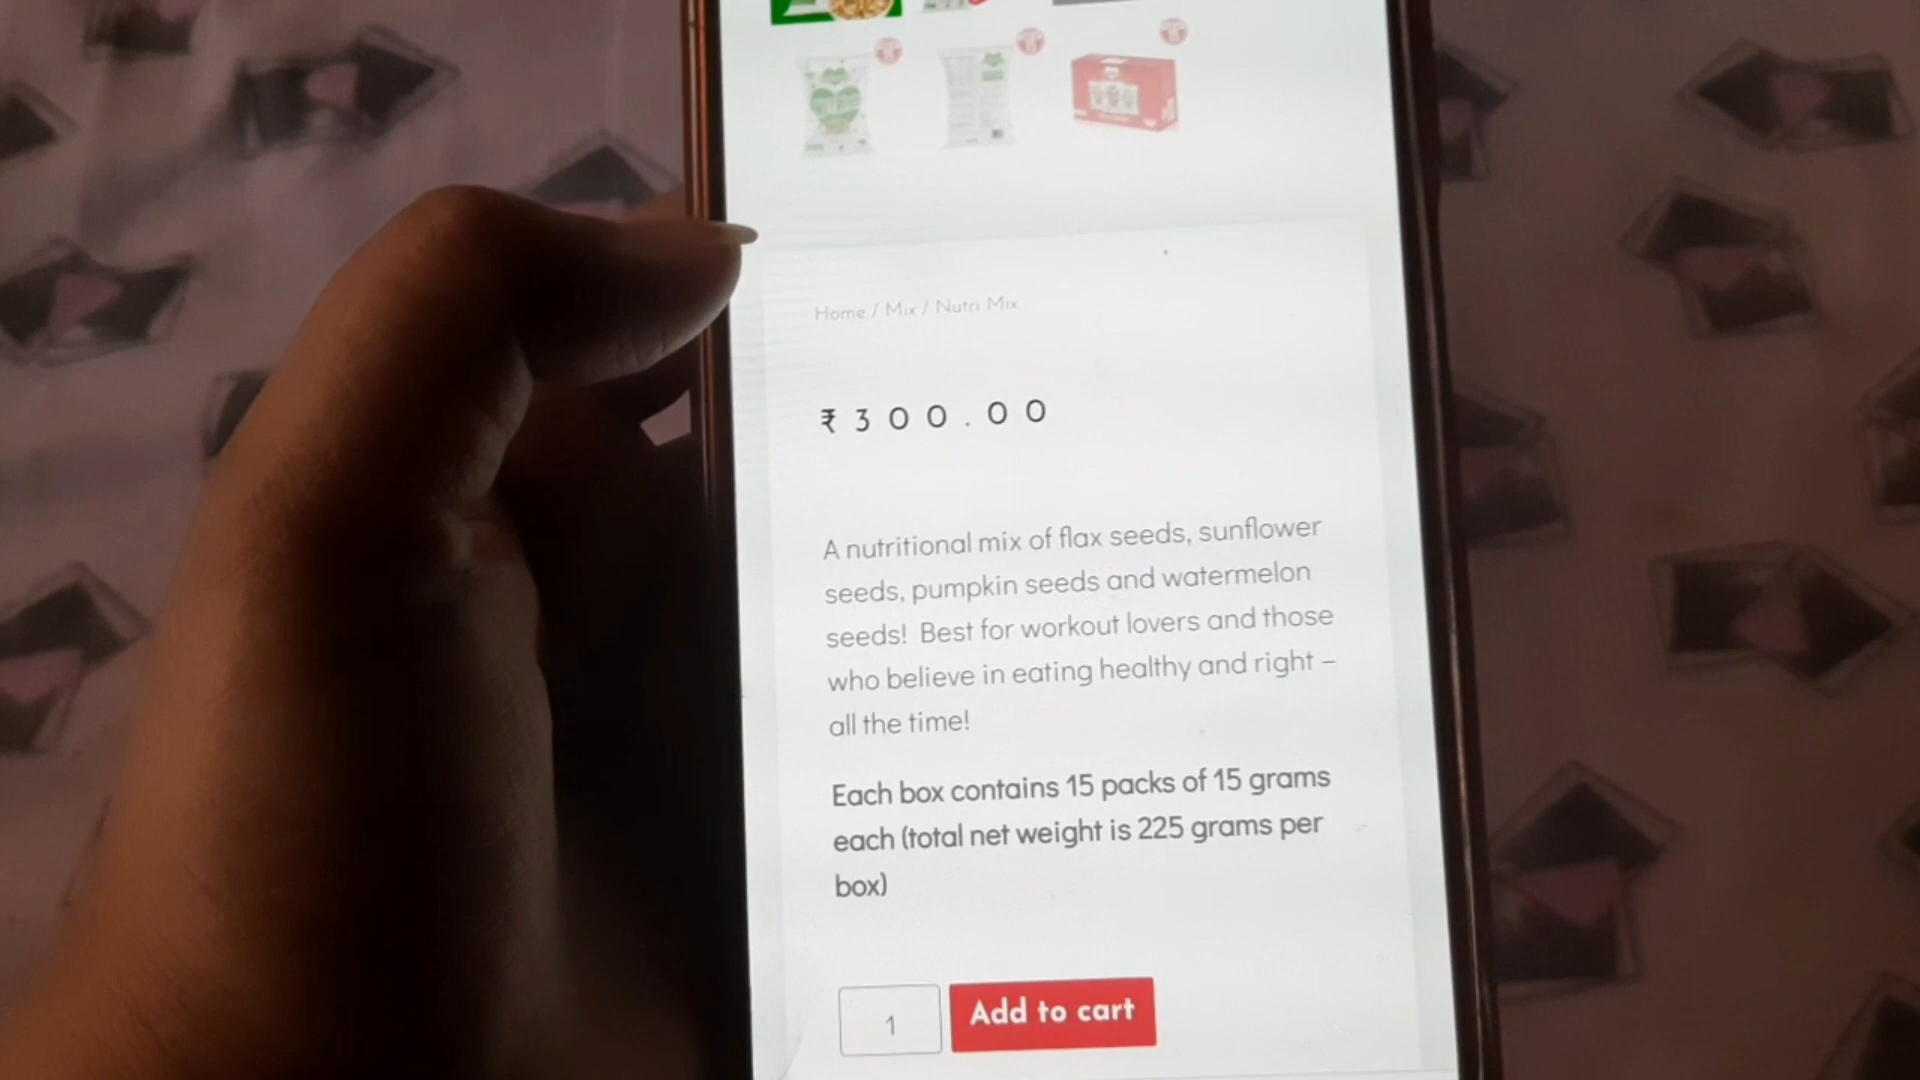 Home / Mix / Nutri Mix
₹300.00
A nutritional mix of flax seeds, sunflower
seeds, pumpkin seeds and watermelon
seeds! Best for workout lovers and those
who believe in eating healthy and right –
all the time!
Each box contains 15 packs of 15 grams
each (total net weight is 225 grams per
box)
1
Add to cart